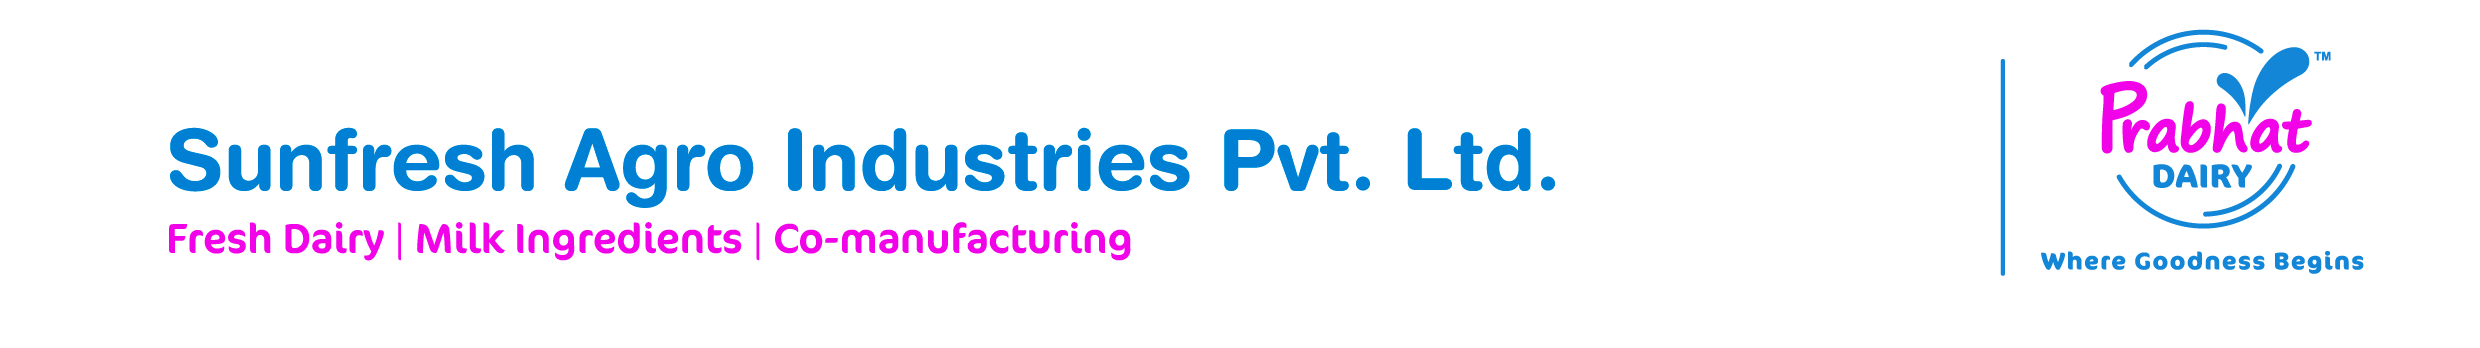 Sunfresh Agro Industries Pvt. Ltd.
Fresh Dairy | Milk Ingredients | Co-manufacturing
Prabhat TM
DAIRY
Where Goodness Begins